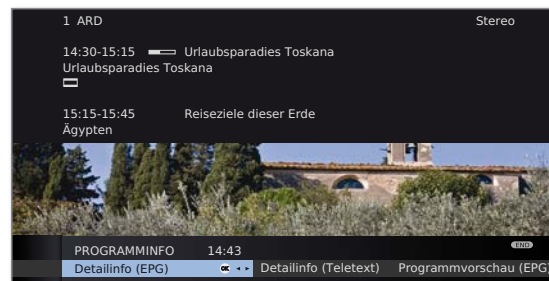 1 ARD Stereo
14:30-15:15 Urlaubsparadies Toskana
Urlaubsparadies Toskana
15:15-15:45 Reiseziele dieser Erde
Ägypten
END
PROGRAMMINFO 14:43
Detailinfo (EPG) OK Detailinfo (Teletext) Programmvorschau (EPG)